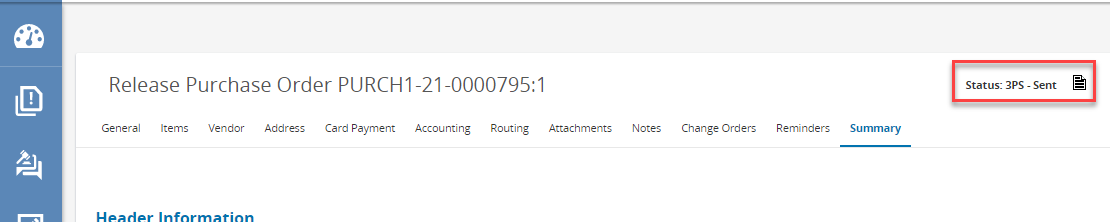 Release Purchase Order PURCH1-21-0000795:1
Status: 3PS - Sent
General Items Vendor Address Card Payment Accounting Routing Attachments Notes Change Orders Reminders Summary
Header Information